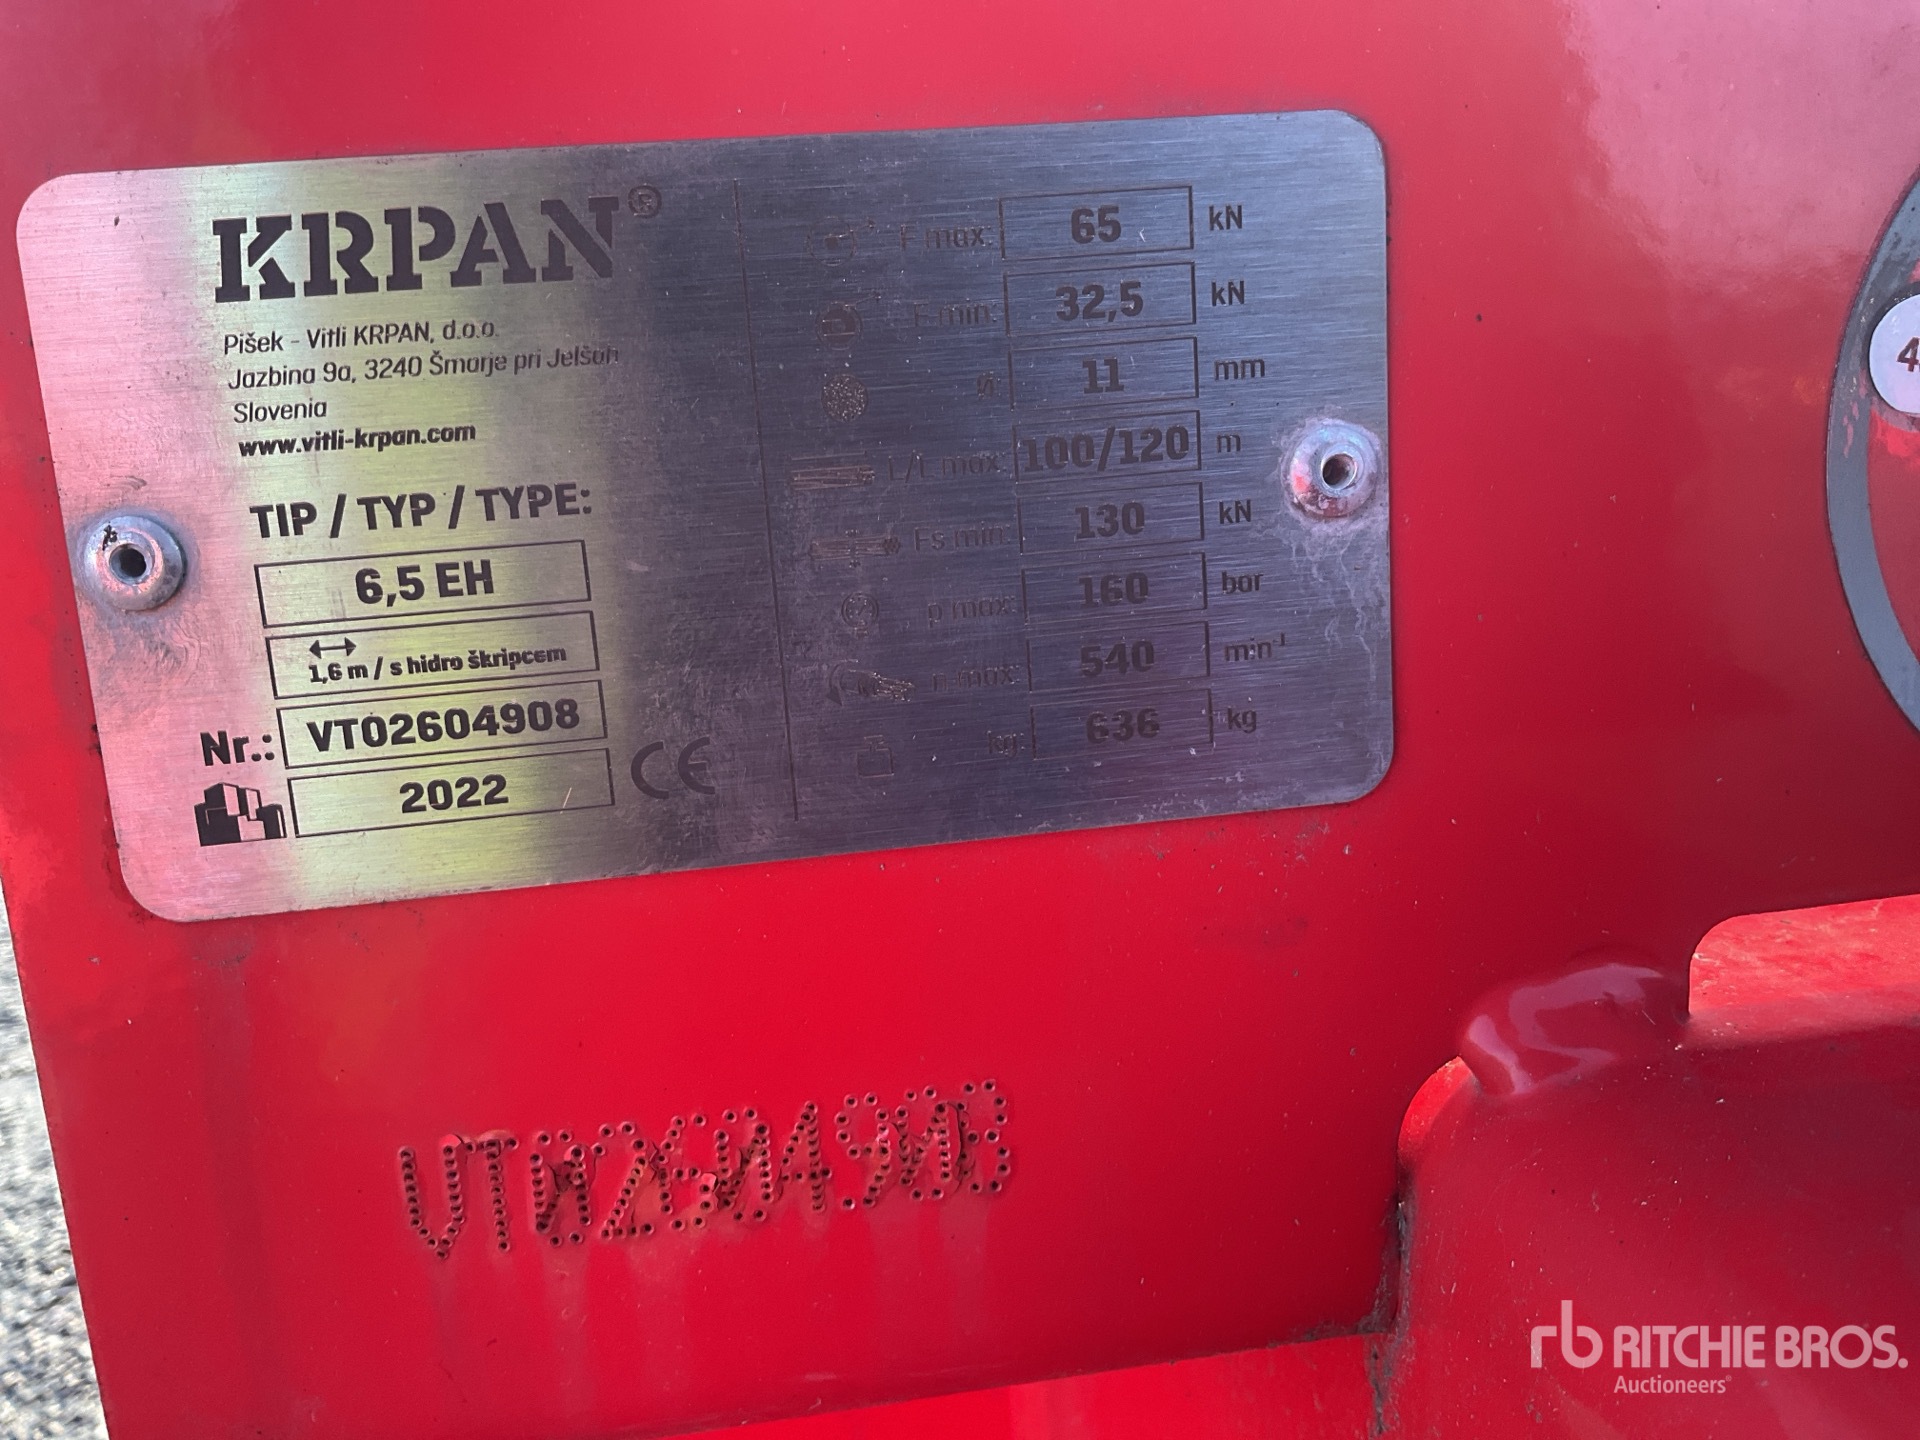 KRPAN®
Pišek - Vitli KRPAN, d.o.o.
Jazbina 9a, 3240 Šmarje pri Jelšah
Slovenia
www.vitli-krpan.com
TIP / TYP / TYPE:
6,5 EH
1,6 m / s hidro škripcem
Nr.: VT02604908
2022 CE
F max: 65 kN
F min: 32,5 kN
Ø: 11 mm
L/L max: 100/120 m
Fs min: 130 kN
p max: 160 bar
n max: 540 min⁻¹
kg: 636 kg
4
VT02604908
rb RITCHIE BROS.
Auctioneers®